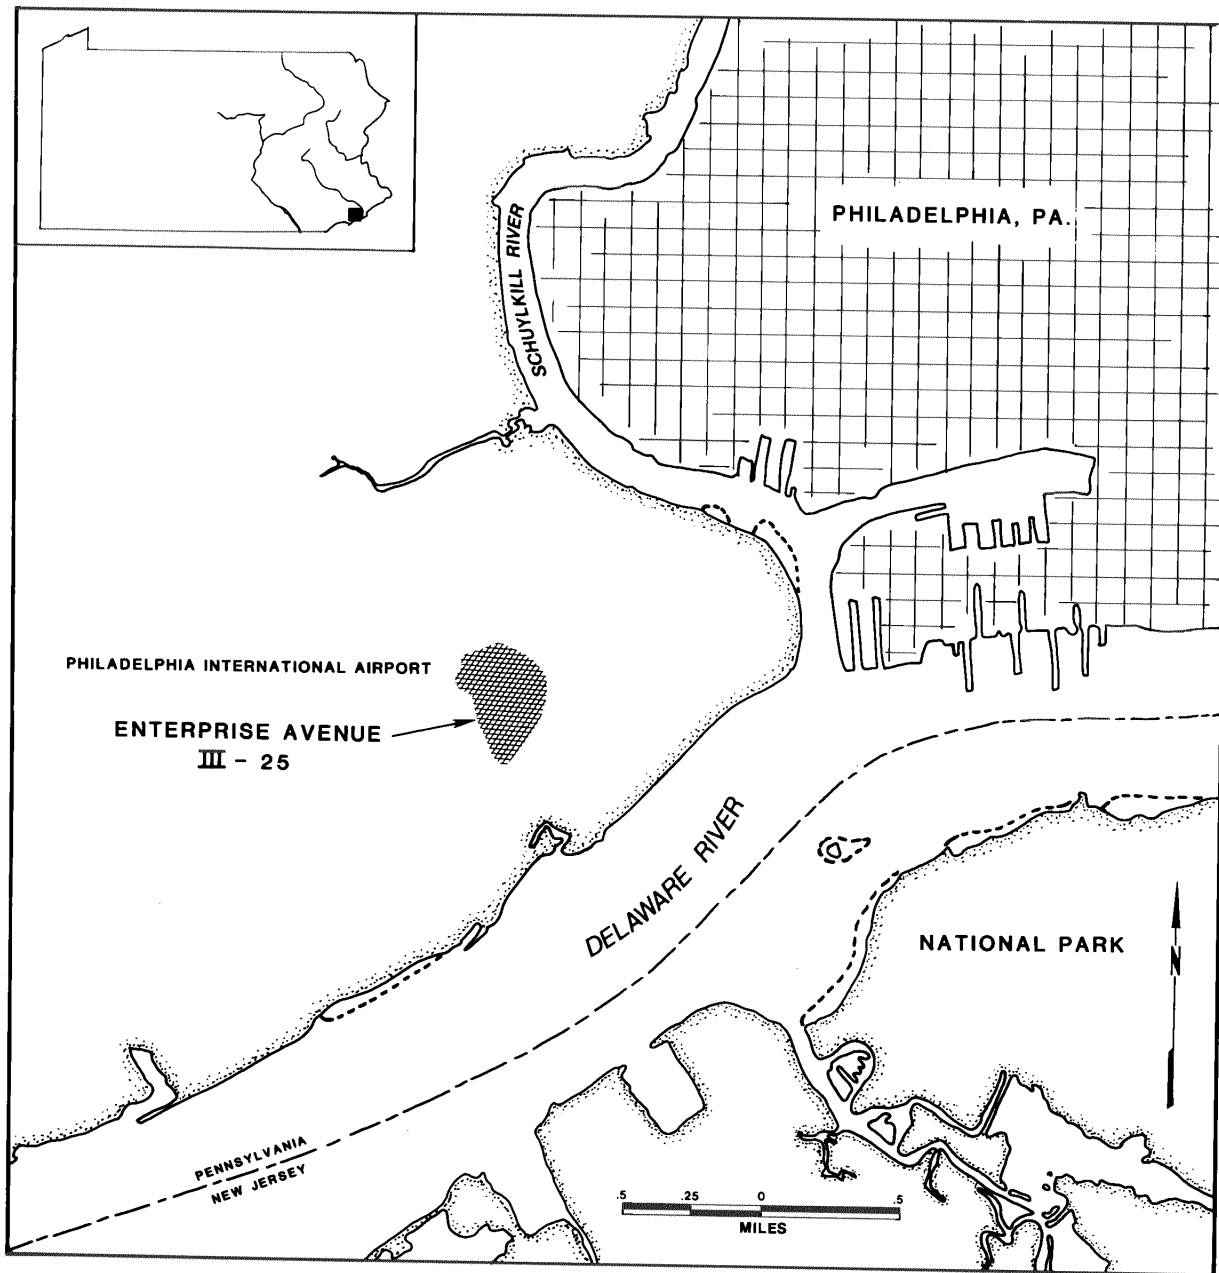 PHILADELPHIA, PA.
SCHUYLKILL RIVER
PHILADELPHIA INTERNATIONAL AIRPORT
ENTERPRISE AVENUE
III - 25
DELAWARE RIVER
NATIONAL PARK
N
PENNSYLVANIA
NEW JERSEY
.5 .25 0 .5
MILES